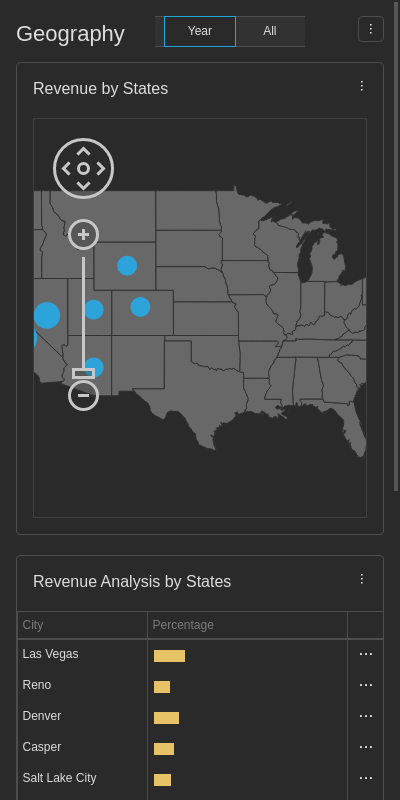 Geography
Year
All
Revenue by States
Revenue Analysis by States
City
Percentage
Las Vegas
Reno
Denver
Casper
Salt Lake City